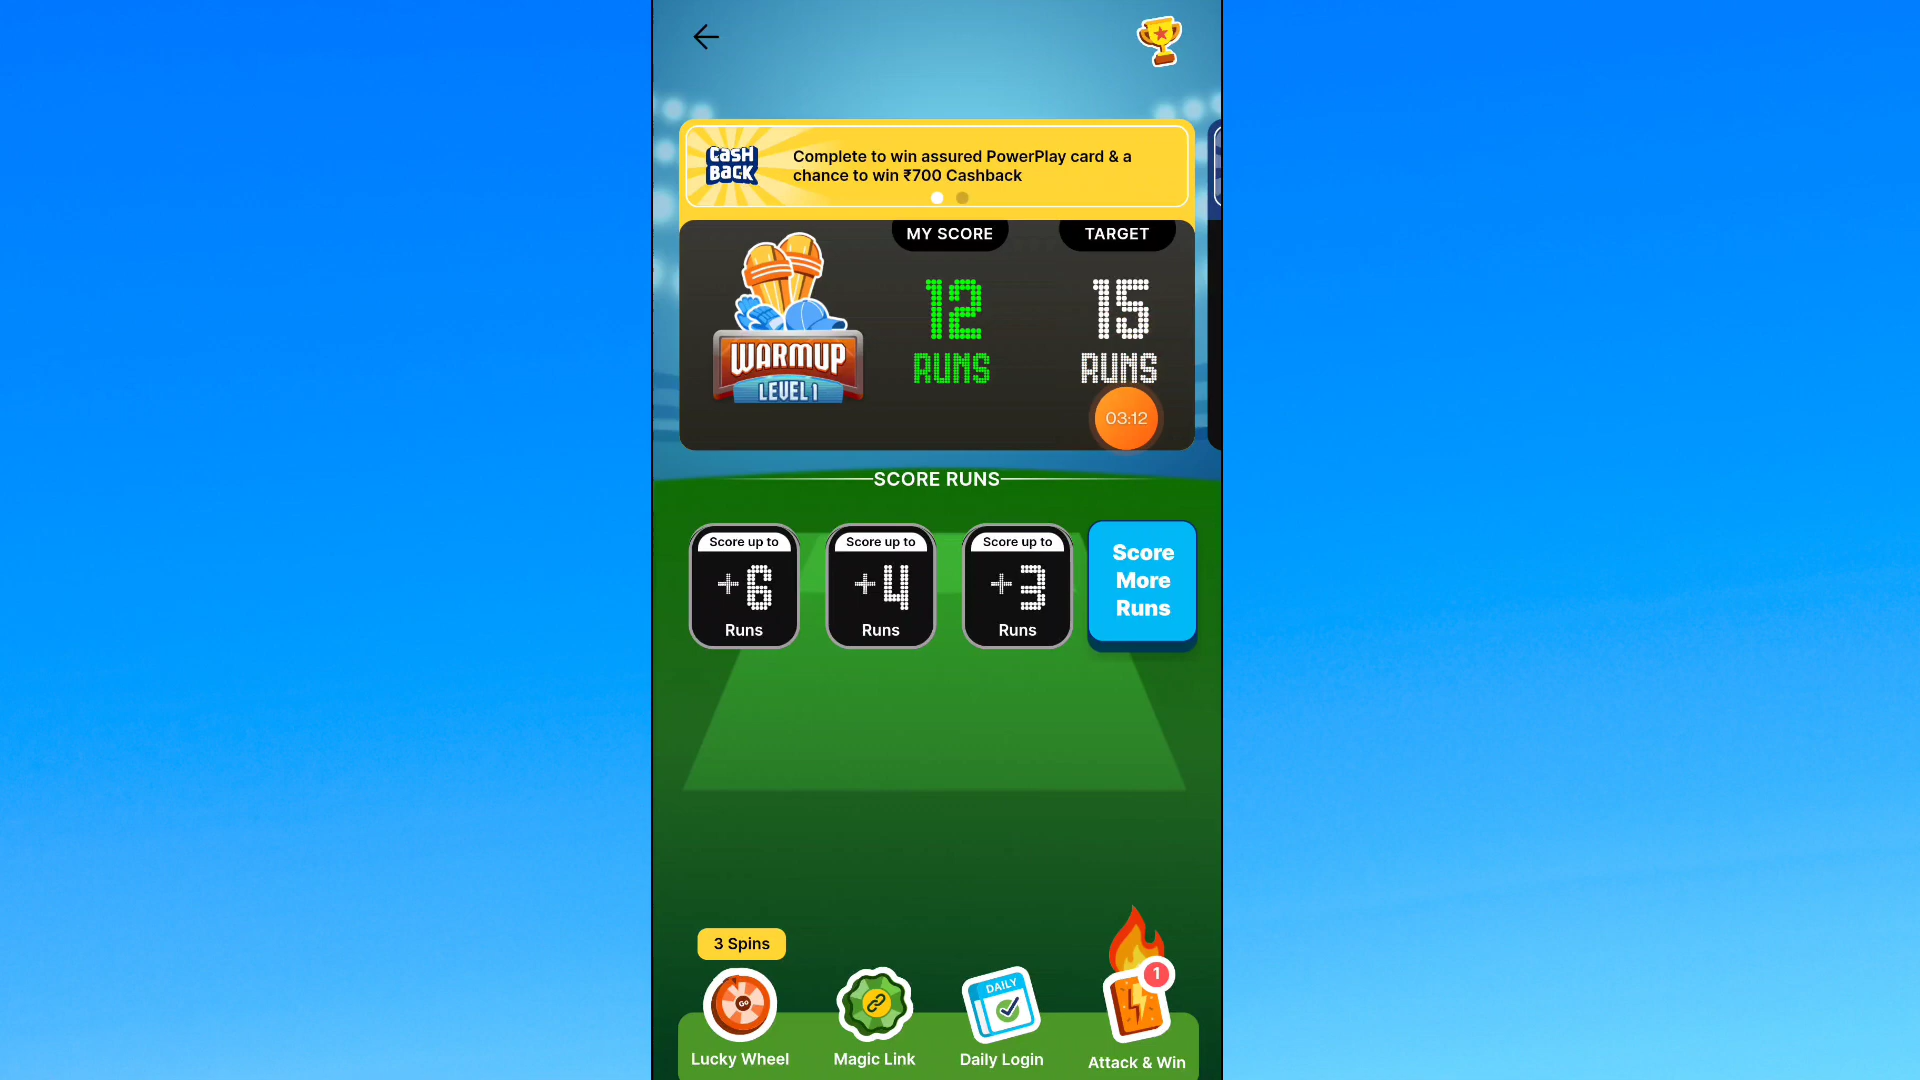 CASH
BACK
Complete to win assured PowerPlay card & a
chance to win ₹700 Cashback
MY SCORE
TARGET
12
RUNS
15
RUNS
WARMUP
LEVEL 1
03:12
SCORE RUNS
Score up to
+6
Runs
Score up to
+4
Runs
Score up to
+3
Runs
Score
More
Runs
3 Spins
GO
DAILY
1
Lucky Wheel
Magic Link
Daily Login
Attack & Win